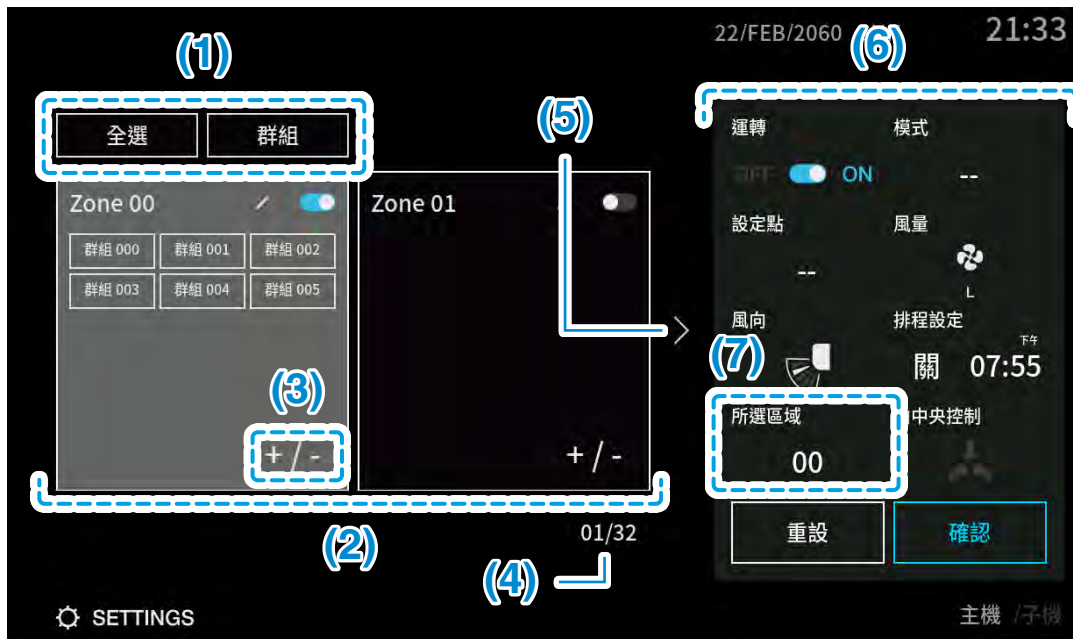 22/FEB/2060
21:33
(1)
(5)
(6)
全選
群組
運轉
模式
OFF
ON
--
Zone 00
Zone 01
群組 000
群組 001
群組 002
群組 003
群組 004
群組 005
設定點
風量
--
L
風向
排程設定
下午
關
07:55
(7)
(3)
+ / -
+ / -
所選區域
中央控制
00
(2)
01/32
(4)
重設
確認
SETTINGS
主機 /子機